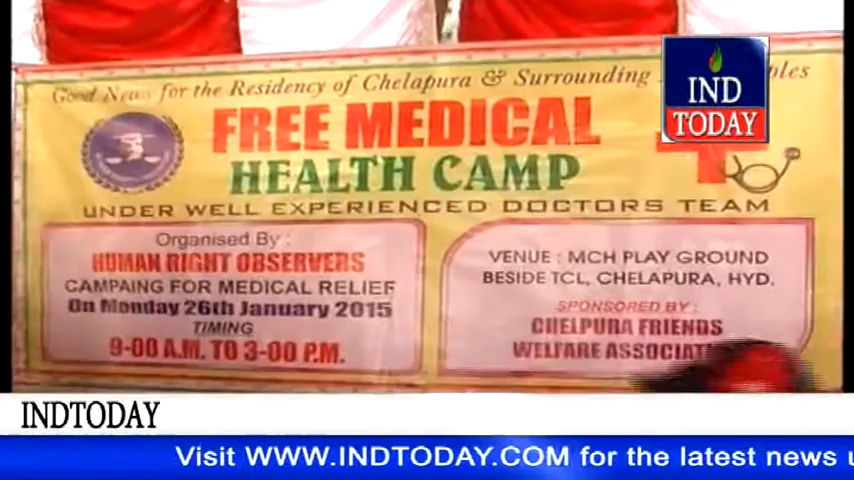 Good News for the Residency of Chelapura & Surrounding
FREE MEDICAL
HEALTH CAMP
UNDER WELL EXPERIENCED DOCTORS TEAM
Organised By :
HUMAN RIGHT OBSERVERS
CAMPAING FOR MEDICAL RELIEF
On Monday 26th January 2015
TIMING
9-00 A.M. TO 3-00 P.M.
VENUE : MCH PLAY GROUND
BESIDE TCL, CHELAPURA, HYD.
SPONSORED BY :
CHELPURA FRIENDS
WELFARE
IND
TODAY
INDTODAY
Visit WWW.INDTODAY.COM for the latest news